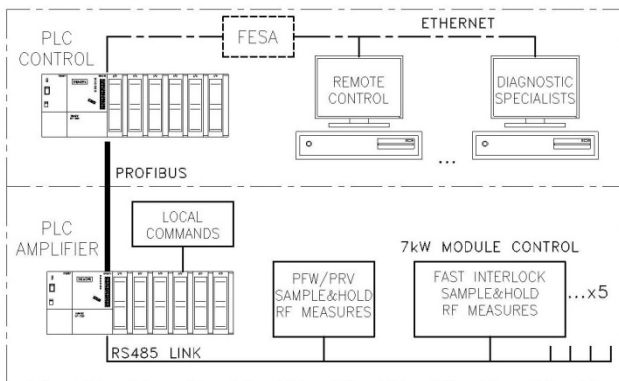 ETHERNET
PLC
CONTROL
FESA
REMOTE
CONTROL
DIAGNOSTIC
SPECIALISTS
...
PROFIBUS
PLC
AMPLIFIER
LOCAL
COMMANDS
7kW MODULE CONTROL
PFW/PRV
SAMPLE&HOLD
RF MEASURES
FAST INTERLOCK
SAMPLE&HOLD
RF MEASURES
...x5
RS485 LINK